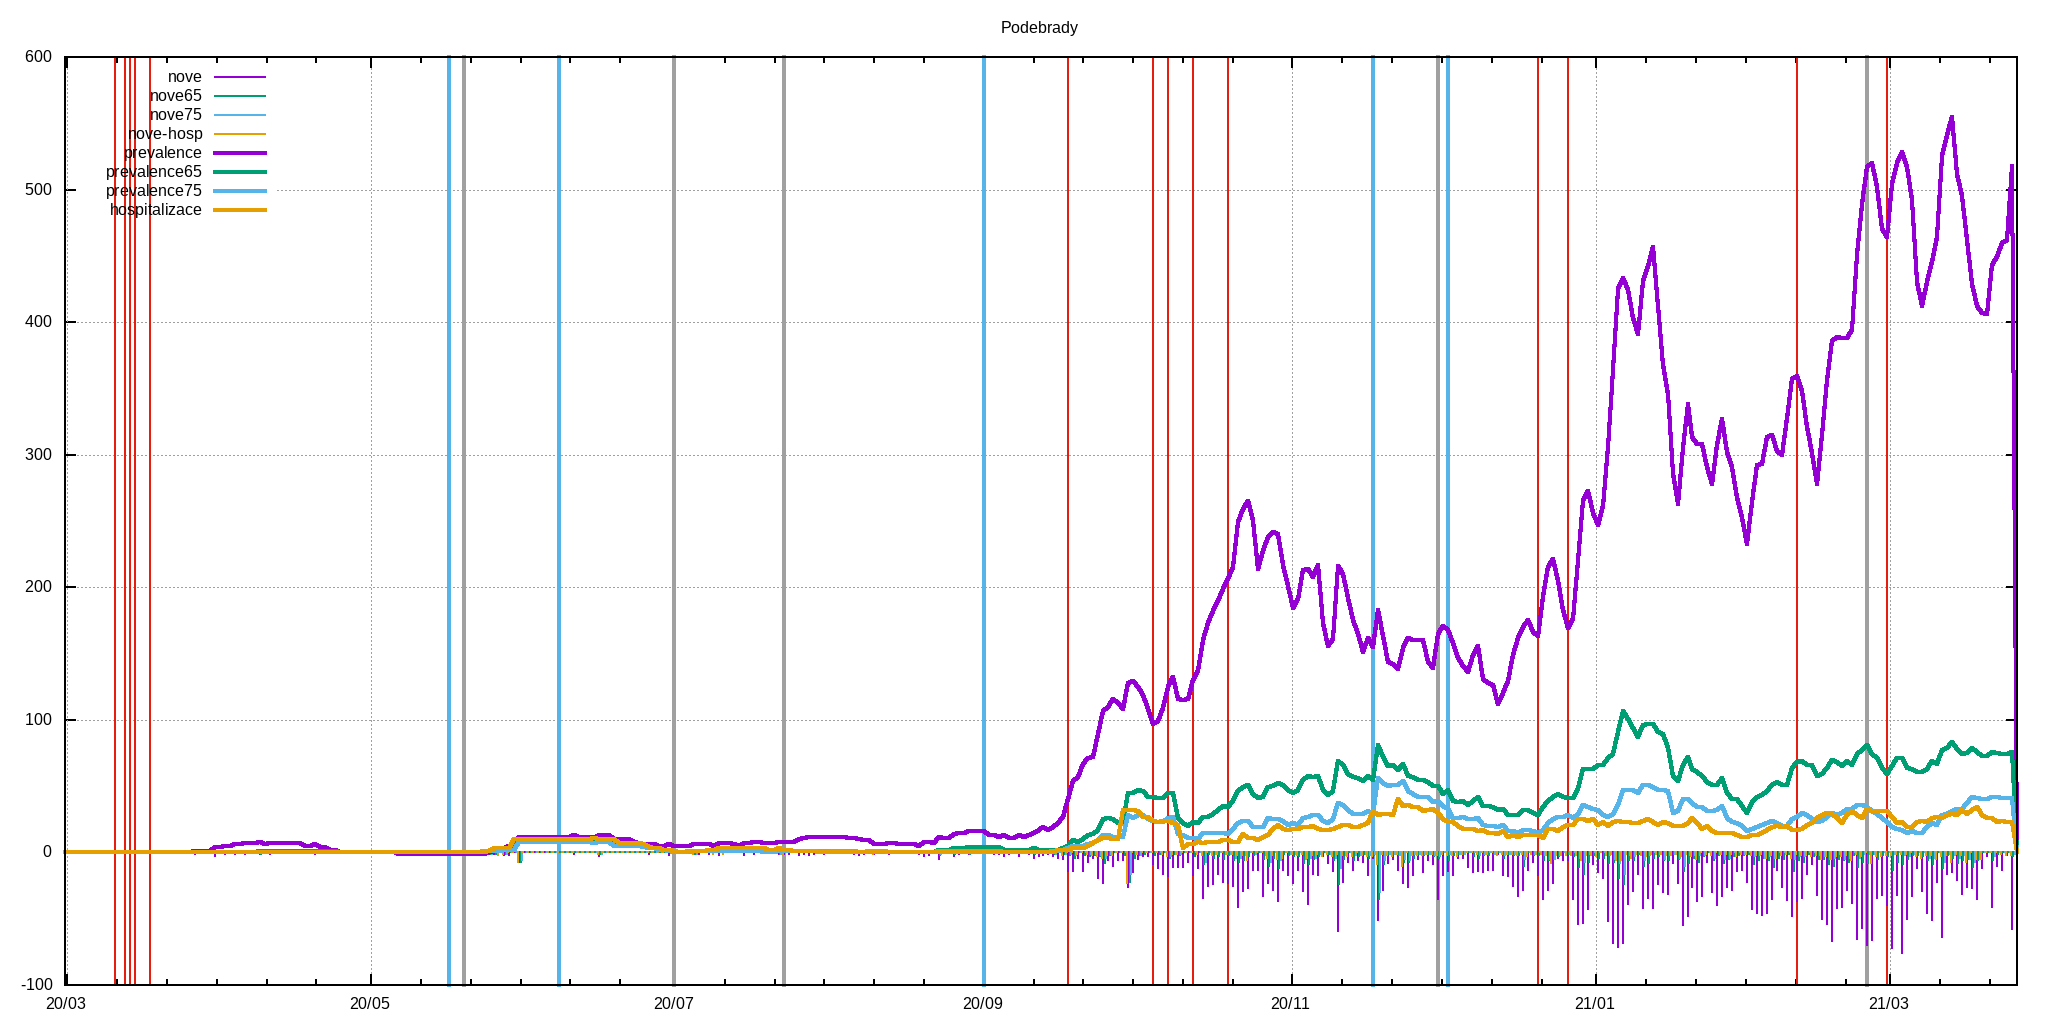 Podebrady
600
500
400
300
200
100
0
-100
nove
nove65
nove75
nove-hosp
prevalence
prevalence65
prevalence75
hospitalizace
20/03
20/05
20/07
20/09
20/11
21/01
21/03